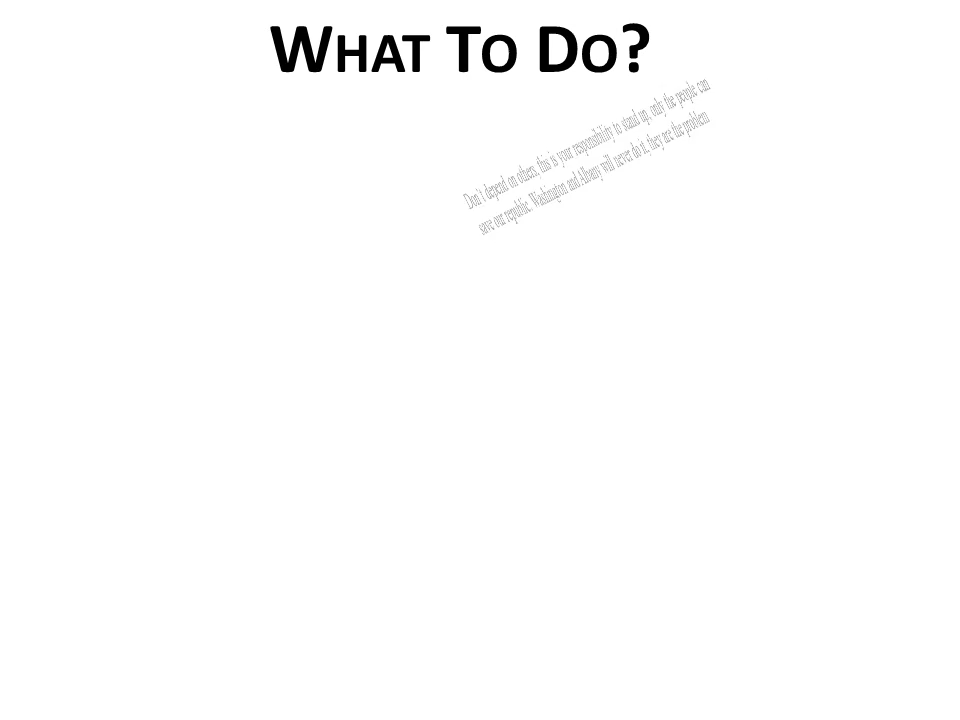 WHAT TO DO?
Don't depend on others, this is your responsibility to stand up, only the people can
save our republic. Washington and Albany will never do it, they are the problem